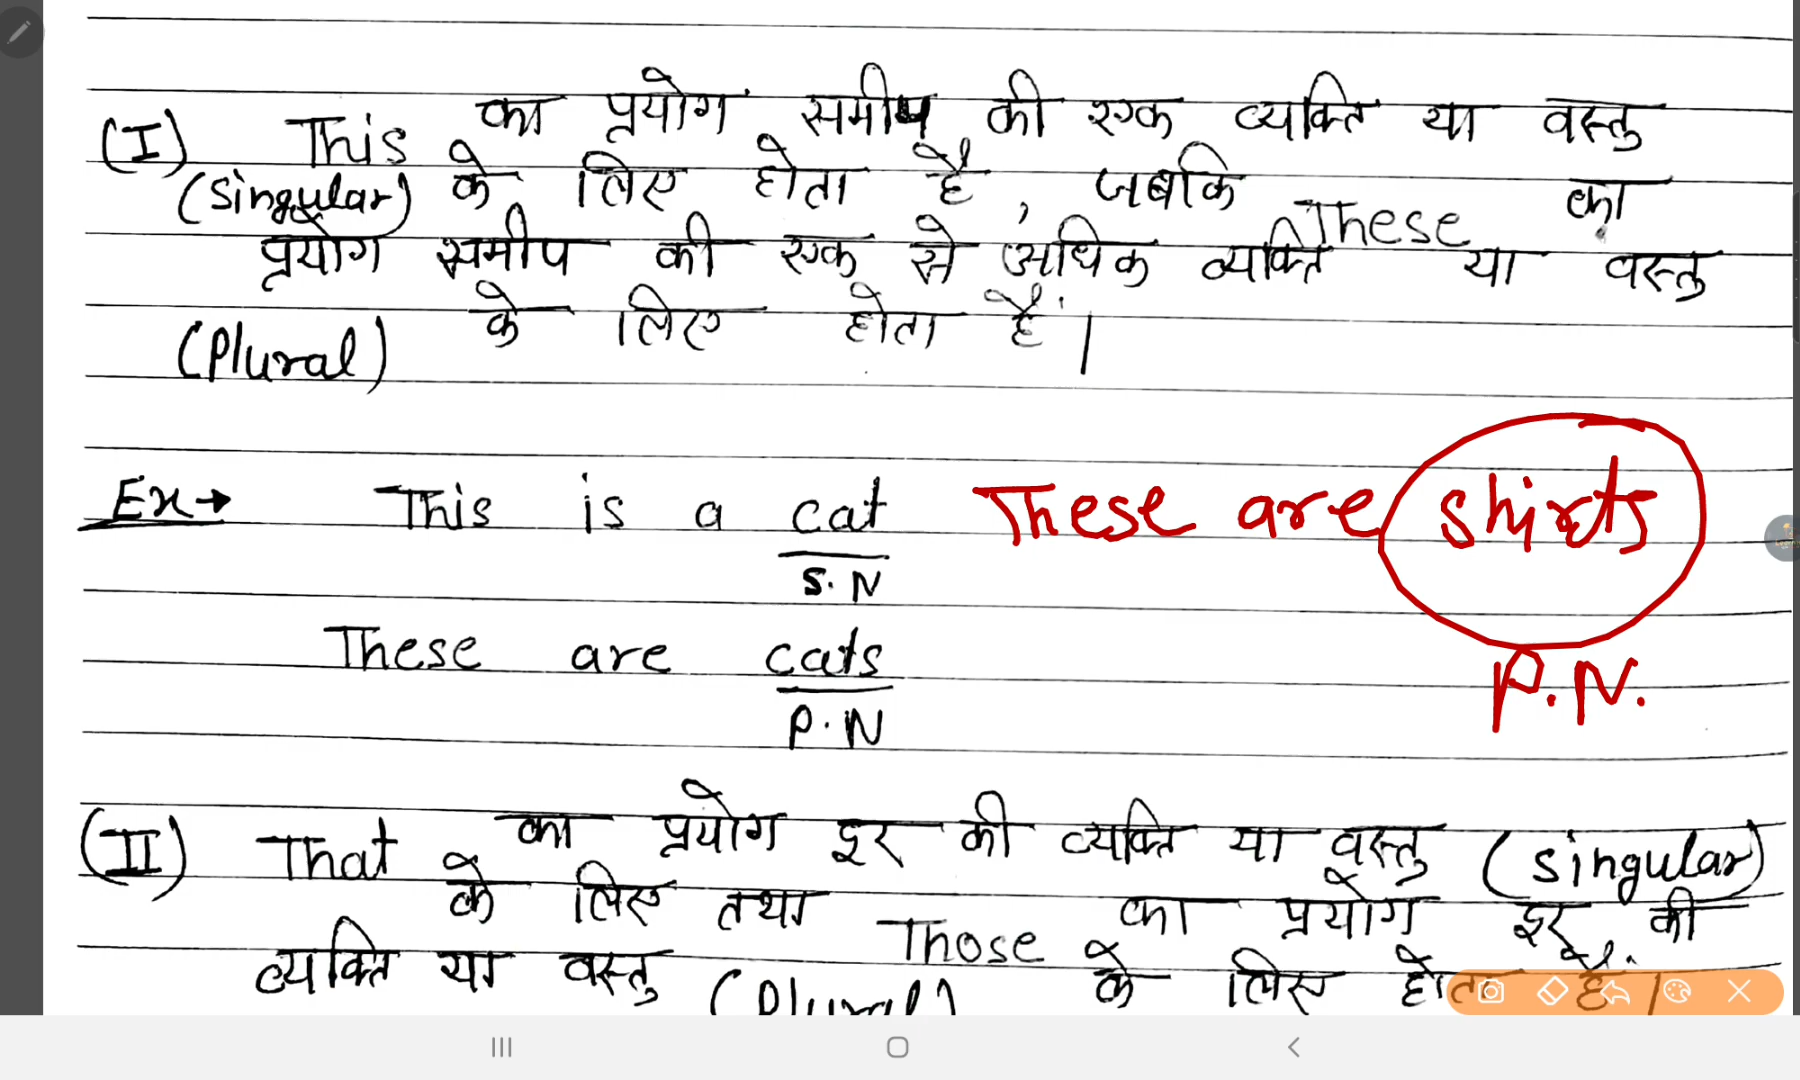 (I) This का प्रयोग समीप की एक व्यक्ति या वस्तु
(Singular) के लिए होता है, जबकि These का
प्रयोग समीप की एक से अधिक व्यक्ति या वस्तु
(Plural) के लिए होता हैं।
Ex→ This is a cat These are shirts
S.N
These are cats P.N.
P.N
(II) That का प्रयोग दूर की व्यक्ति या वस्तु (Singular)
के लिए तथा Those का प्रयोग दूर की
व्यक्ति या वस्तु (Plural) के लिए होता हैं।